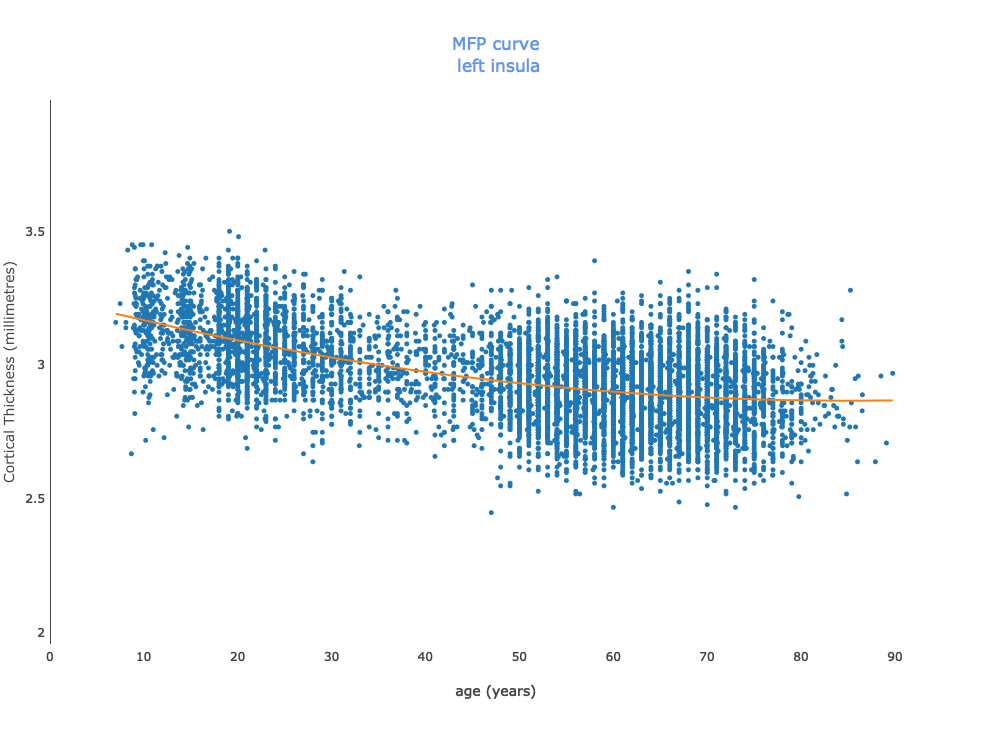 MFP curve
left insula
Cortical Thickness (millimetres)
3.5
3
2.5
2
0 10 20 30 40 50 60 70 80 90
age (years)